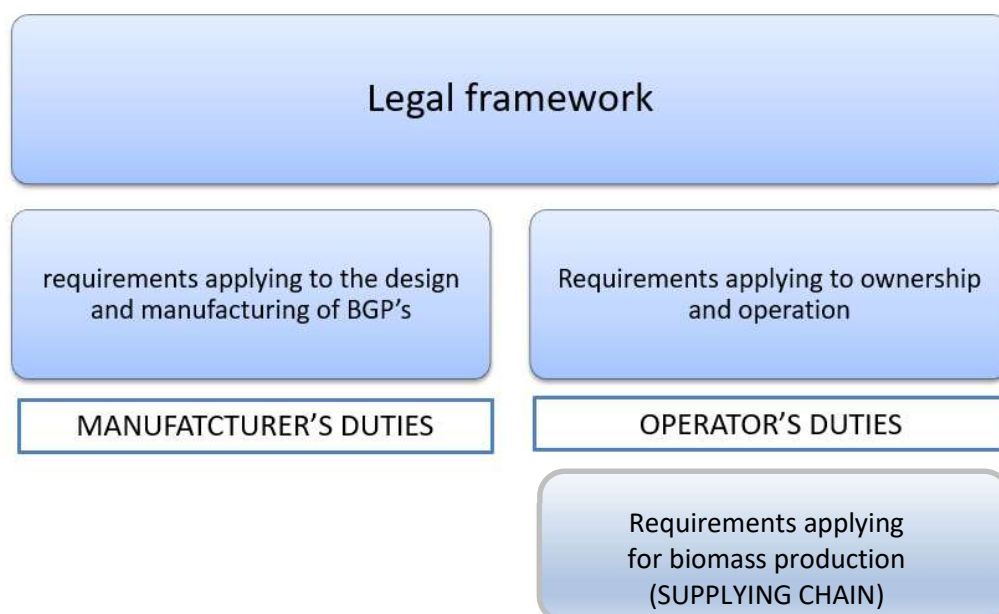 Legal framework
requirements applying to the design
and manufacturing of BGP's
Requirements applying to ownership
and operation
MANUFATCTURER'S DUTIES
OPERATOR'S DUTIES
Requirements applying
for biomass production
(SUPPLYING CHAIN)